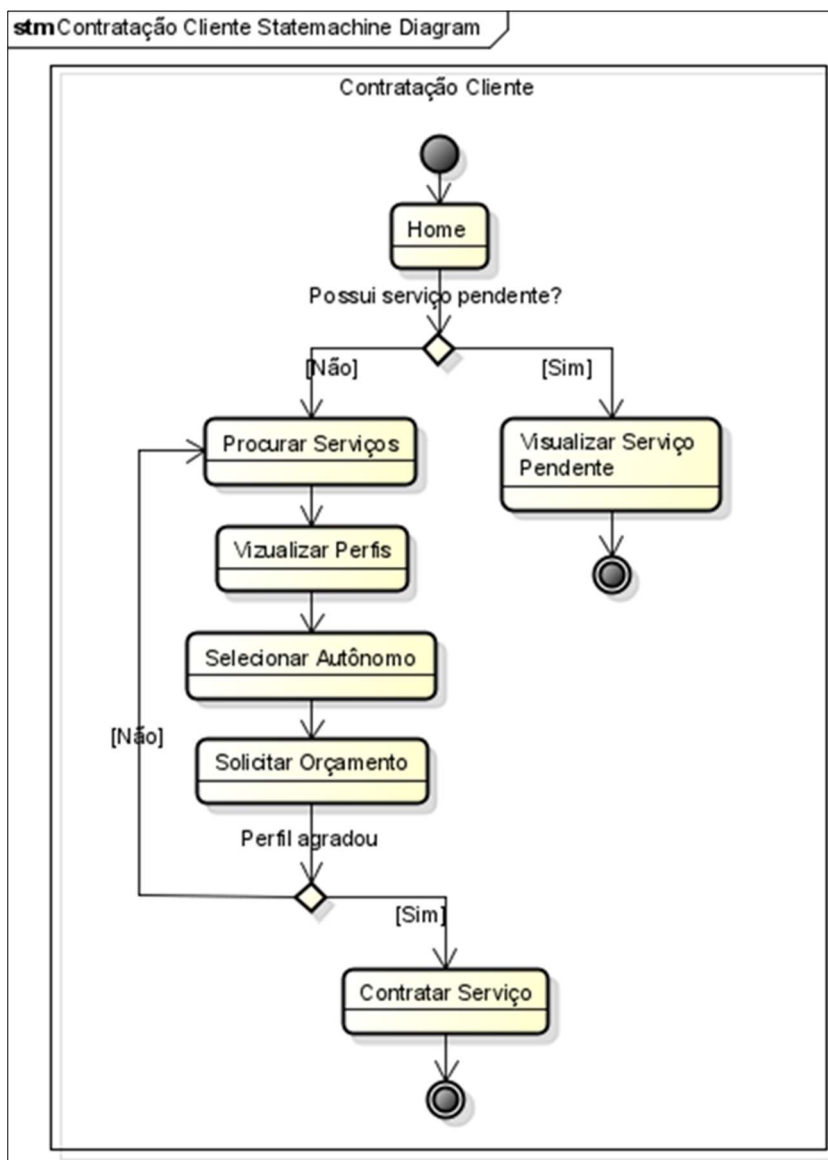 stm Contratação Cliente Statemachine Diagram
Contratação Cliente
Home
Possui serviço pendente?
[Não]
[Sim]
Procurar Serviços
Visualizar Serviço
Pendente
Vizualizar Perfis
Selecionar Autônomo
[Não]
Solicitar Orçamento
Perfil agradou
[Sim]
Contratar Serviço